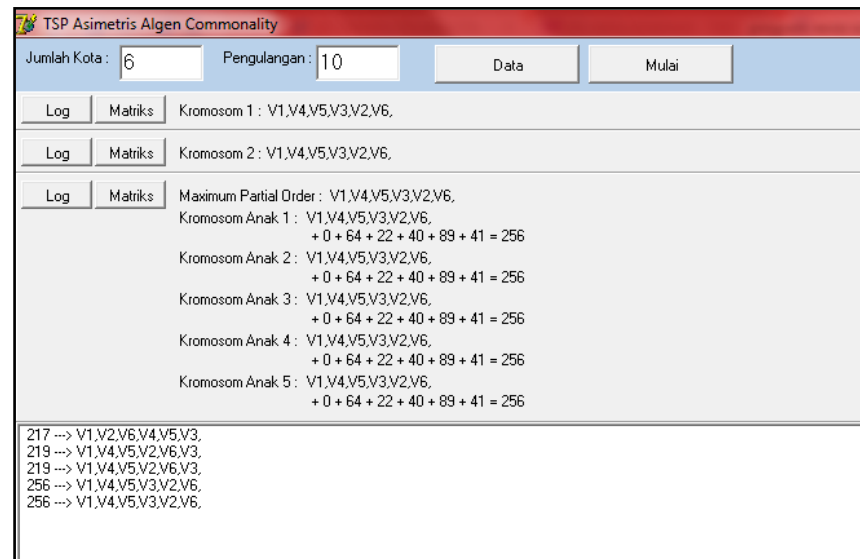 TSP Asimetris Algen Commonality
Jumlah Kota : 6 Pengulangan : 10 Data Mulai
Log Matriks Kromosom 1 : V1,V4,V5,V3,V2,V6,
Log Matriks Kromosom 2 : V1,V4,V5,V3,V2,V6,
Log Matriks Maximum Partial Order : V1,V4,V5,V3,V2,V6,
Kromosom Anak 1 : V1,V4,V5,V3,V2,V6,
+ 0 + 64 + 22 + 40 + 89 + 41 = 256
Kromosom Anak 2 : V1,V4,V5,V3,V2,V6,
+ 0 + 64 + 22 + 40 + 89 + 41 = 256
Kromosom Anak 3 : V1,V4,V5,V3,V2,V6,
+ 0 + 64 + 22 + 40 + 89 + 41 = 256
Kromosom Anak 4 : V1,V4,V5,V3,V2,V6,
+ 0 + 64 + 22 + 40 + 89 + 41 = 256
Kromosom Anak 5 : V1,V4,V5,V3,V2,V6,
+ 0 + 64 + 22 + 40 + 89 + 41 = 256
217 ---> V1,V2,V6,V4,V5,V3,
219 ---> V1,V4,V5,V2,V6,V3,
219 ---> V1,V4,V5,V2,V6,V3,
256 ---> V1,V4,V5,V3,V2,V6,
256 ---> V1,V4,V5,V3,V2,V6,